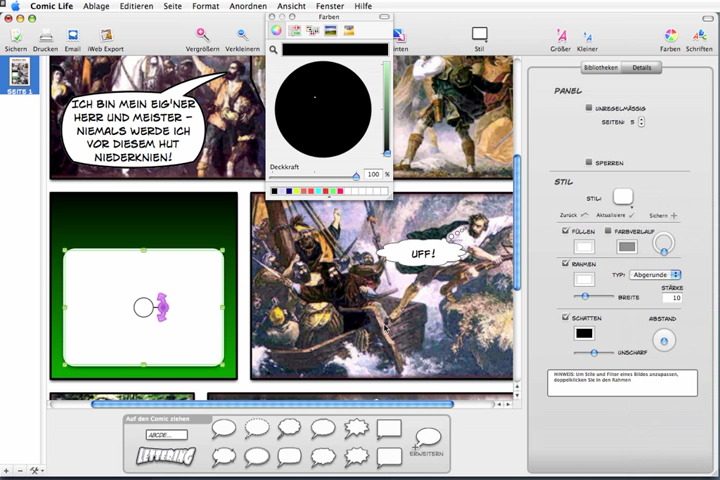 Comic Life Ablage Editieren Seite Format Anordnen Ansicht Fenster Hilfe
Farben
Sichern Drucken Email iWeb Export Vergrößern Verkleinern Stil Größer Kleiner Farben Schriften
SEITE 1
ICH BIN MEIN EIG'NER
HERR UND MEISTER –
NIEMALS WERDE ICH
VOR DIESEM HUT
NIEDERKNIEN!
Deckkraft
100 %
UFF!
Bibliotheken Details
PANEL
UNREGELMÄSSIG
SEITEN: 5
SPERREN
STIL
STIL:
Zurück Aktualisiere Sichern
FÜLLEN FARBVERLAUF
RAHMEN
TYP: Abgerunde
STÄRKE
BREITE 10
SCHATTEN ABSTAND
UNSCHARF
HINWEIS: Um Stile und Filter eines Bildes anzupassen,
doppelklicken Sie in den Rahmen
Auf den Comic ziehen
ABCDE...
LETTERING
ERWEITERN